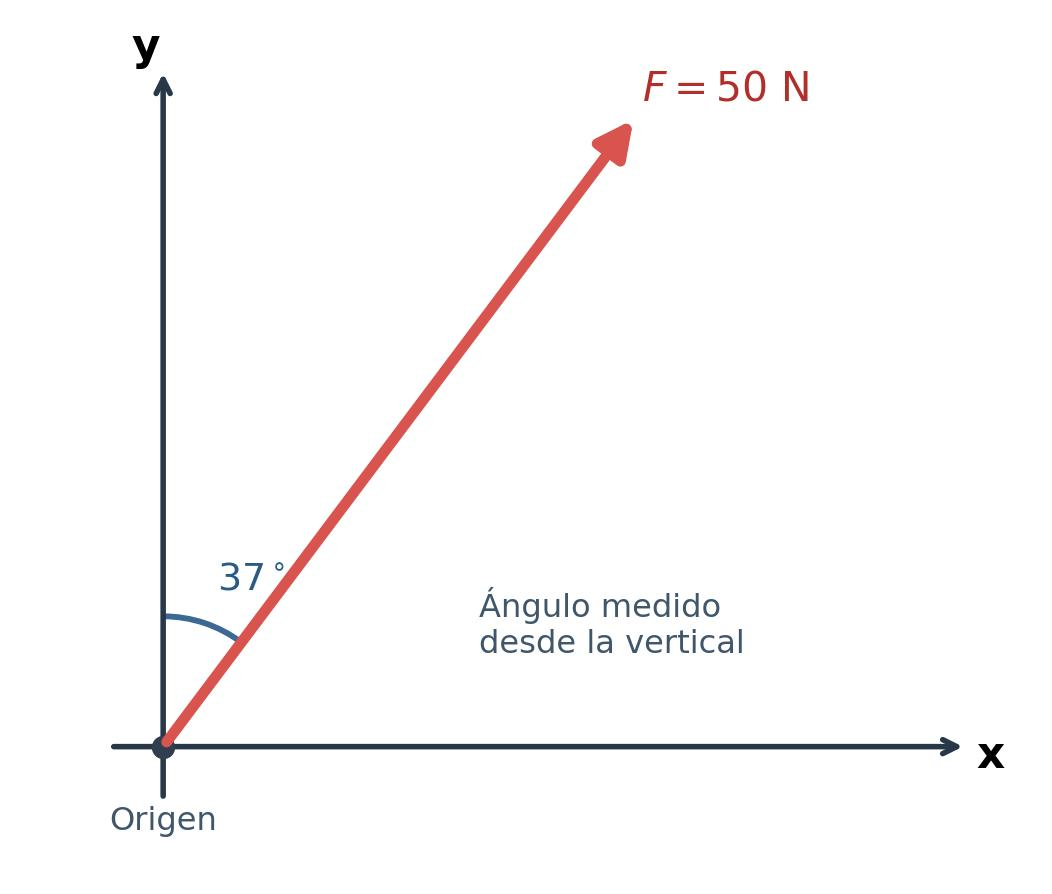 y
F = 50 N
37°
Ángulo medido
desde la vertical
x
Origen